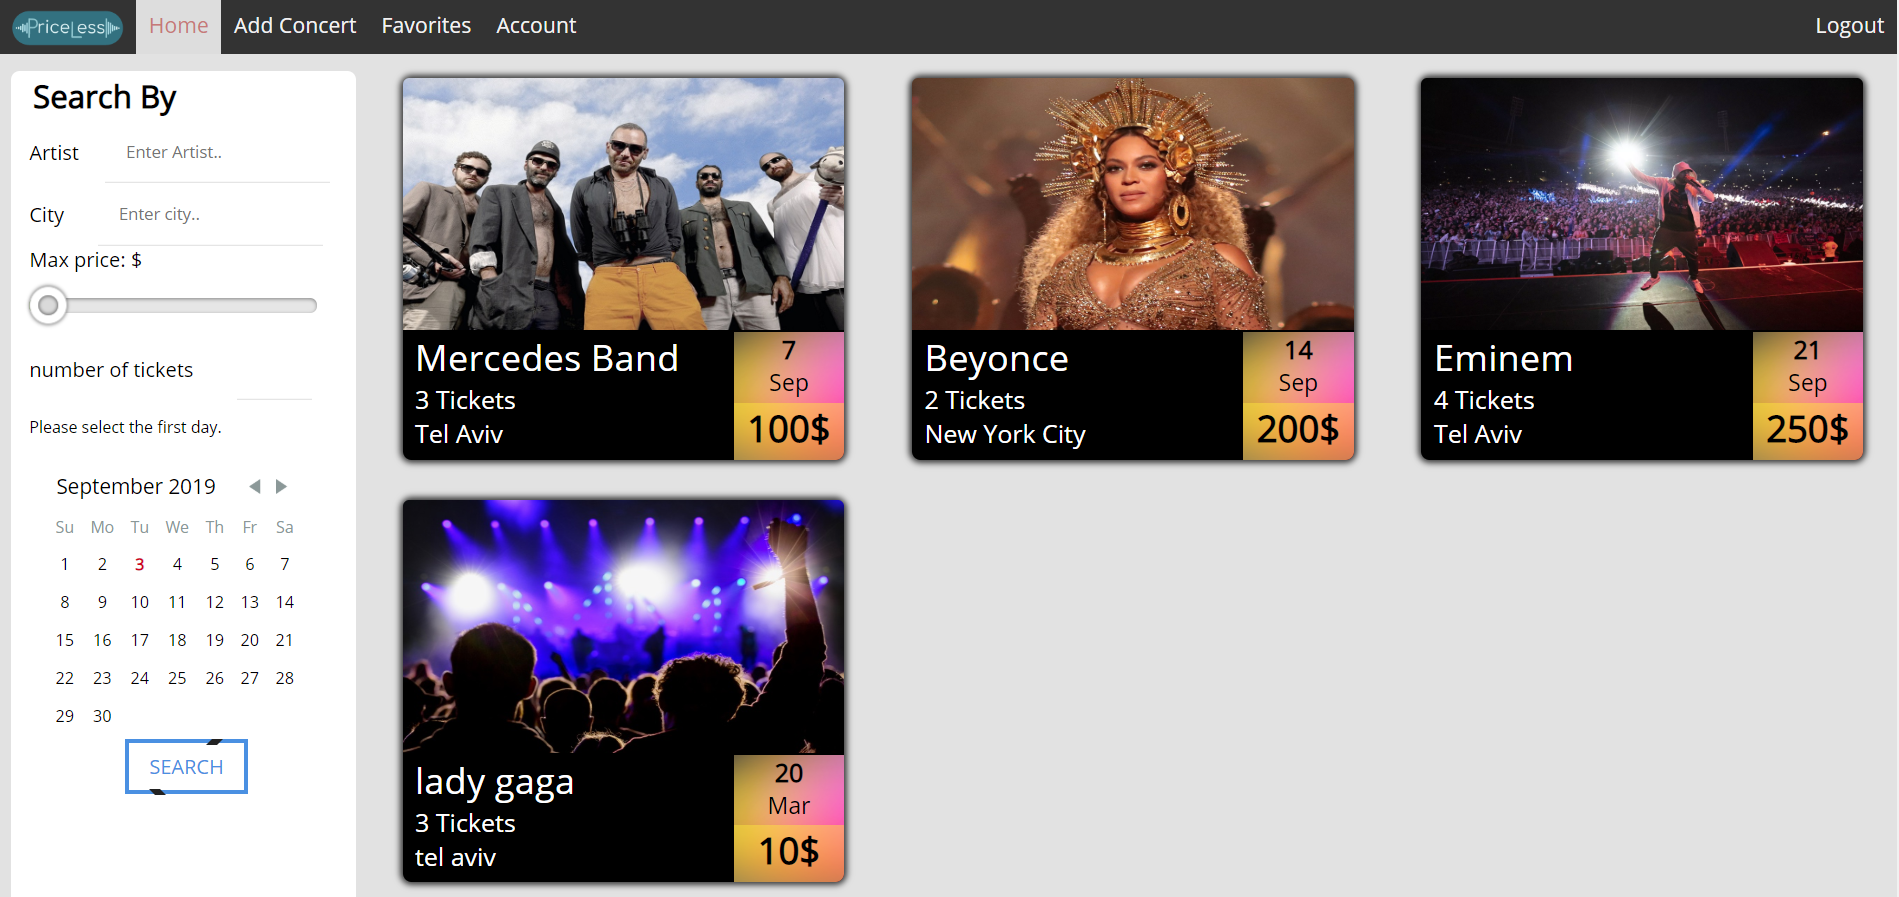 PriceLess
Home
Add Concert
Favorites
Account
Logout
Search By
Artist
Enter Artist..
City
Enter city..
Max price: $
number of tickets
Please select the first day.
September 2019
Su Mo Tu We Th Fr Sa
1 2 3 4 5 6 7
8 9 10 11 12 13 14
15 16 17 18 19 20 21
22 23 24 25 26 27 28
29 30
SEARCH
Mercedes Band
3 Tickets
Tel Aviv
7
Sep
100$
Beyonce
2 Tickets
New York City
14
Sep
200$
Eminem
4 Tickets
Tel Aviv
21
Sep
250$
lady gaga
3 Tickets
tel aviv
20
Mar
10$